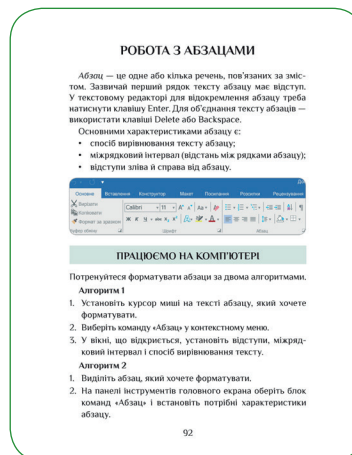 РОБОТА З АБЗАЦАМИ
Абзац — це одне або кілька речень, пов'язаних за зміс-
том. Зазвичай перший рядок тексту абзацу має відступ.
У текстовому редакторі для відокремлення абзацу треба
натиснути клавішу Enter. Для об'єднання тексту абзаців —
використати клавіші Delete або Backspace.
Основними характеристиками абзацу є:
• спосіб вирівнювання тексту абзацу;
• міжрядковий інтервал (відстань між рядками абзацу);
• відступи зліва й справа від абзацу.
Основне Вставлення Конструктор Макет Посилання Розсилки Рецензування
Вирізати
Calibri 11
Копіювати
Формат за зразком
Буфер обміну Шрифт Абзац
ПРАЦЮЄМО НА КОМП'ЮТЕРІ
Потренуйтеся форматувати абзаци за двома алгоритмами.
Алгоритм 1
1. Установіть курсор миші на тексті абзацу, який хочете
форматувати.
2. Виберіть команду «Абзац» у контекстному меню.
3. У вікні, що відкриється, установіть відступи, міжряд-
ковий інтервал і спосіб вирівнювання тексту.
Алгоритм 2
1. Виділіть абзац, який хочете форматувати.
2. На панелі інструментів головного екрана оберіть блок
команд «Абзац» і встановіть потрібні характеристики
абзацу.
92